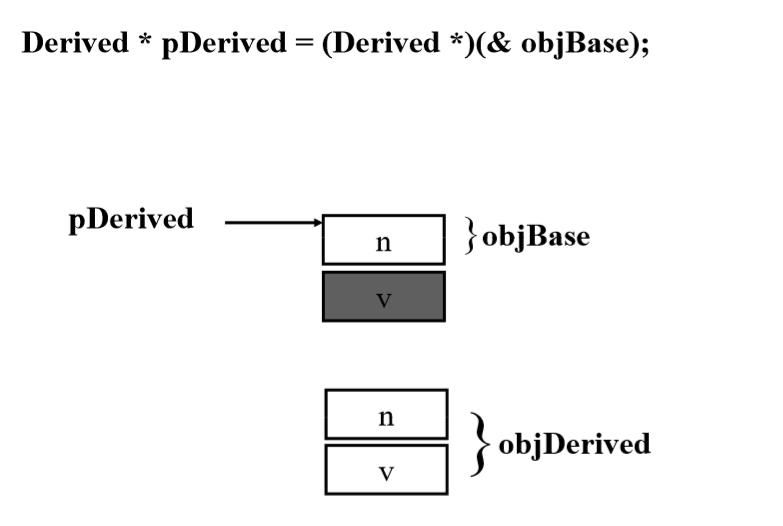 Derived * pDerived = (Derived *)(& objBase);
pDerived
n
}objBase
v
n
v
} objDerived